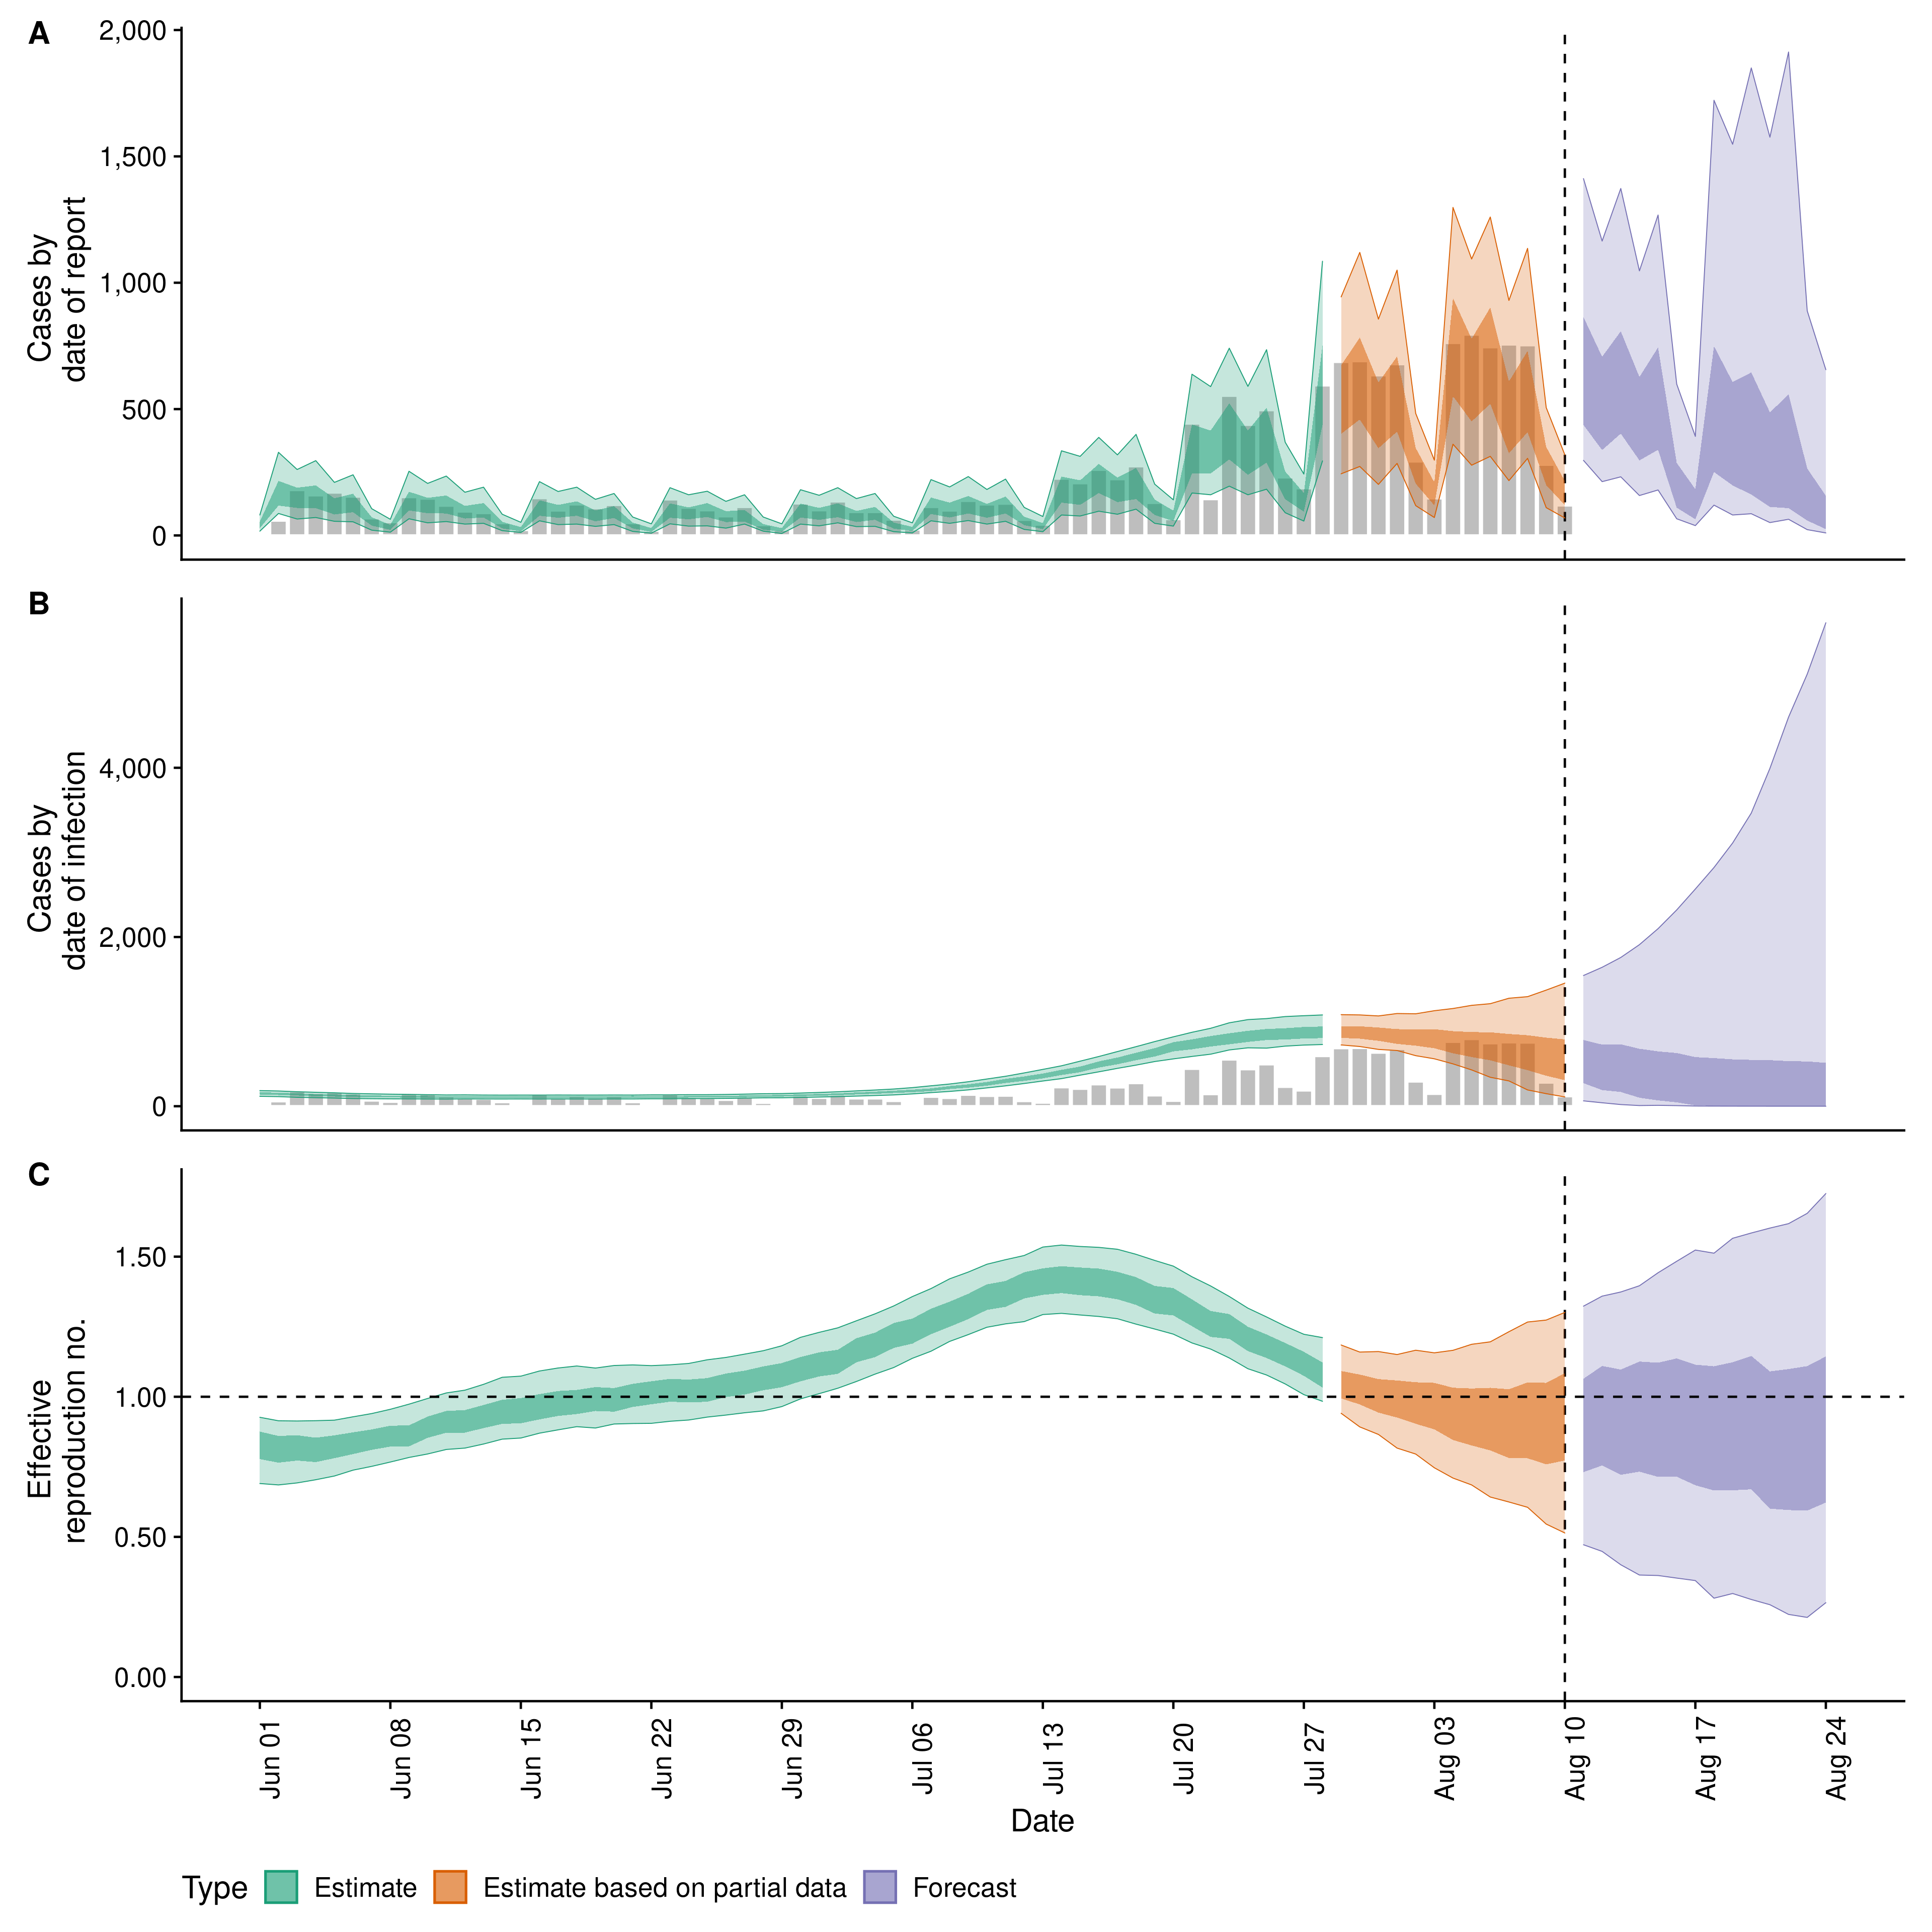 A
2,000
1,500
1,000
500
0
Cases by
date of report
B
4,000
2,000
0
Cases by
date of infection
C
1.50
1.00
0.50
0.00
Effective
reproduction no.
Jun 01
Jun 08
Jun 15
Jun 22
Jun 29
Jul 06
Jul 13
Jul 20
Jul 27
Aug 03
Aug 10
Aug 17
Aug 24
Date
Type Estimate Estimate based on partial data Forecast